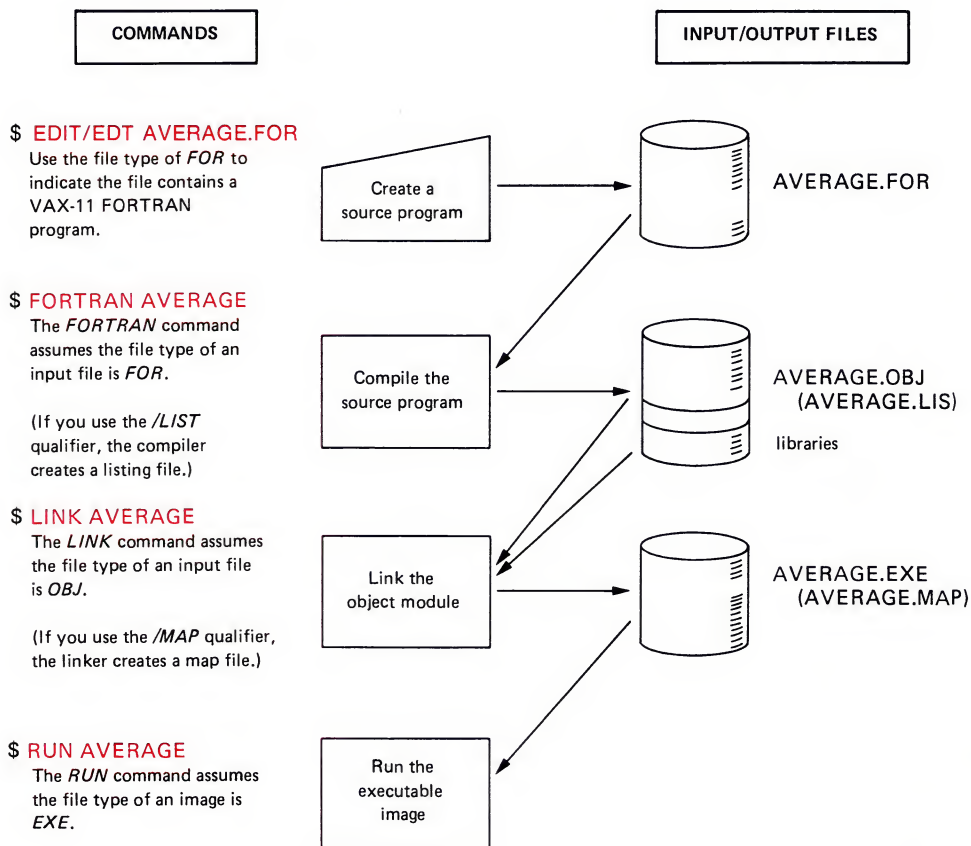 COMMANDS
INPUT/OUTPUT FILES
$ EDIT/EDT AVERAGE.FOR
Use the file type of FOR to
indicate the file contains a
VAX-11 FORTRAN
program.
Create a
source program
AVERAGE.FOR
$ FORTRAN AVERAGE
The FORTRAN command
assumes the file type of an
input file is FOR.
(If you use the /LIST
qualifier, the compiler
creates a listing file.)
Compile the
source program
AVERAGE.OBJ
(AVERAGE.LIS)
libraries
$ LINK AVERAGE
The LINK command assumes
the file type of an input file
is OBJ.
(If you use the /MAP qualifier,
the linker creates a map file.)
Link the
object module
AVERAGE.EXE
(AVERAGE.MAP)
$ RUN AVERAGE
The RUN command assumes
the file type of an image is
EXE.
Run the
executable
image